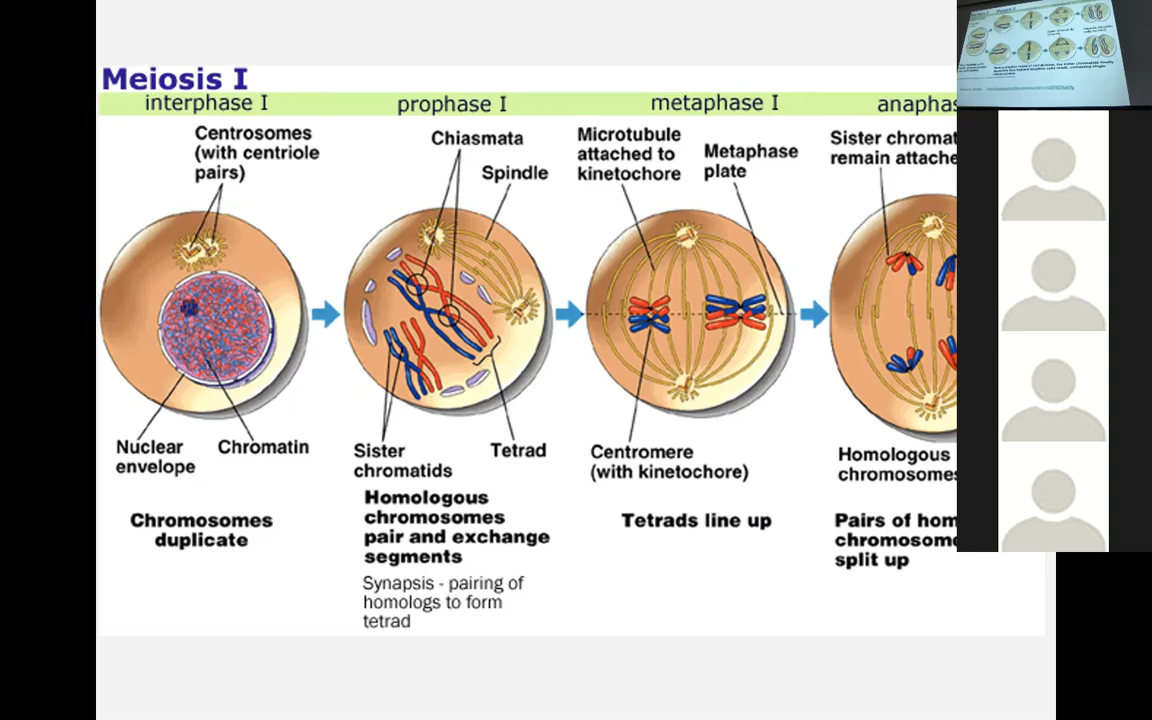 Meiosis I
interphase I
prophase I
metaphase I
anaphas
Centrosomes
(with centriole
pairs)
Chiasmata
Spindle
Microtubule
attached to
kinetochore
Metaphase
plate
Sister chromat
remain attache
Nuclear
envelope
Chromatin
Sister
chromatids
Tetrad
Centromere
(with kinetochore)
Homologous
chromosomes
Chromosomes
duplicate
Homologous
chromosomes
pair and exchange
segments
Synapsis - pairing of
homologs to form
tetrad
Tetrads line up
Pairs of hom
chromosome
split up